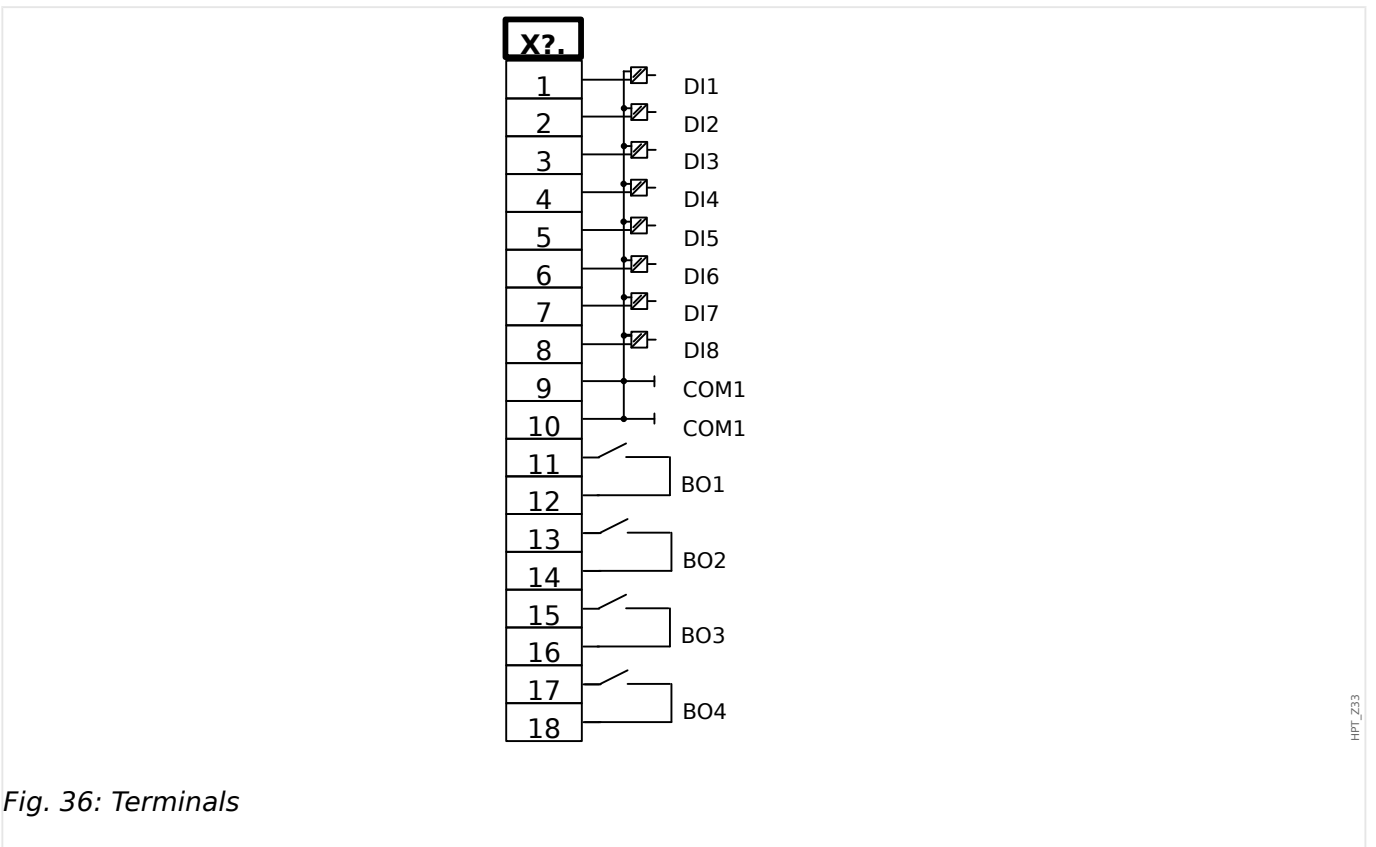 X?.
1 DI1
2 DI2
3 DI3
4 DI4
5 DI5
6 DI6
7 DI7
8 DI8
9 COM1
10 COM1
11
BO1
12
13
BO2
14
15
BO3
16
17
BO4
18
HPT_Z33
Fig. 36: Terminals